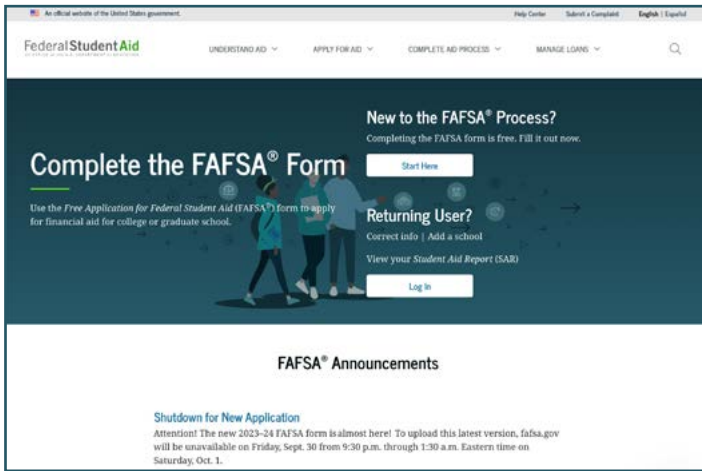 An official website of the United States government.
Help Center Submit a Complaint English | Español
FederalStudentAid
UNDERSTAND AID APPLY FOR AID COMPLETE AID PROCESS MANAGE LOANS
Complete the FAFSA® Form
Use the Free Application for Federal Student Aid (FAFSA®) form to apply
for financial aid for college or graduate school.
New to the FAFSA® Process?
Completing the FAFSA form is free. Fill it out now.
Start Here
Returning User?
Correct info | Add a school
View your Student Aid Report (SAR)
Log In
FAFSA® Announcements
Shutdown for New Application
Attention! The new 2023–24 FAFSA form is almost here! To upload this latest version, fafsa.gov
will be unavailable on Friday, Sept. 30 from 9:30 p.m. through 1:30 a.m. Eastern time on
Saturday, Oct. 1.